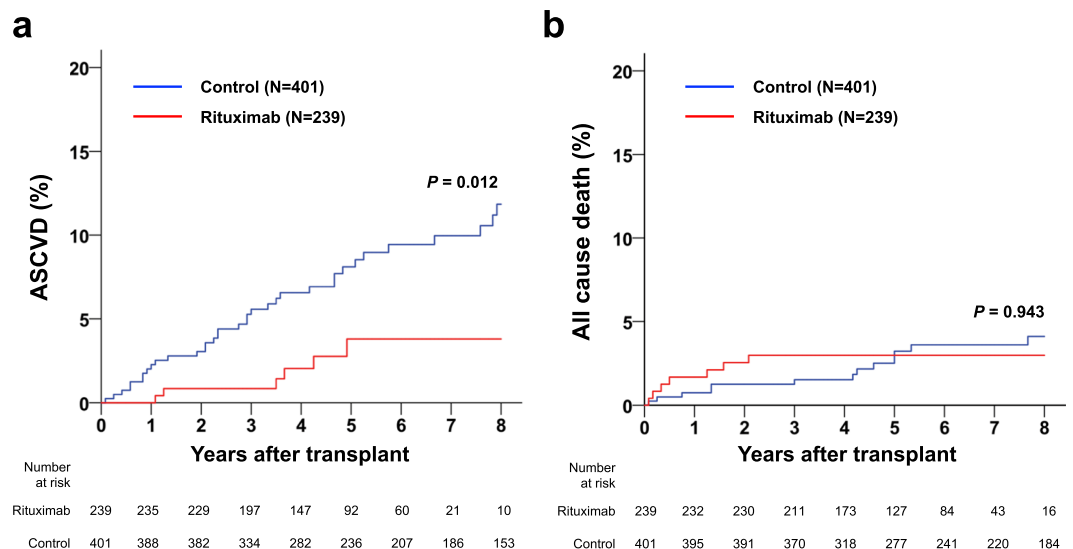 a
20
15
10
5
0
ASCVD (%)
Control (N=401)
Rituximab (N=239)
P = 0.012
0 1 2 3 4 5 6 7 8
Years after transplant
Number
at risk
Rituximab 239 235 229 197 147 92 60 21 10
Control 401 388 382 334 282 236 207 186 153
b
20
15
10
5
0
All cause death (%)
Control (N=401)
Rituximab (N=239)
P = 0.943
0 1 2 3 4 5 6 7 8
Years after transplant
Number
at risk
Rituximab 239 232 230 211 173 127 84 43 16
Control 401 395 391 370 318 277 241 220 184